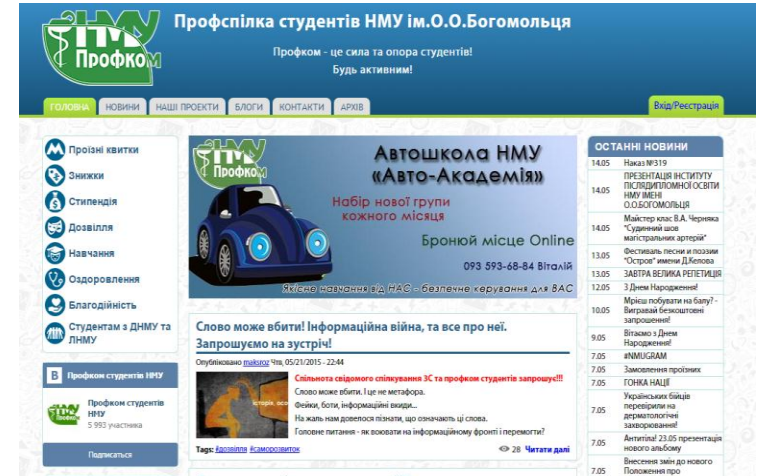 НМУ
Профком
Профспілка студентів НМУ ім.О.О.Богомольця
Профком - це сила та опора студентів!
Будь активним!
ГОЛОВНА
НОВИНИ
НАШІ ПРОЕКТИ
БЛОГИ
КОНТАКТИ
АРХІВ
Вхід/Реєстрація
Проїзні квитки
Знижки
Стипендія
Дозвілля
Навчання
Оздоровлення
Благодійність
Студентам з ДНМУ та
ЛНМУ
В Профком студентів НМУ
НМУ
Профком
Профком студентів
НМУ
5 993 участника
Подписаться
НМУ
Профком
Автошкола НМУ
«Авто-Академія»
Набір нової групи
кожного місяця
Бронюй місце Online
093 593-68-84 Віталій
Якісне навчання від НАС - безпечне керування для ВАС
Слово може вбити! Інформаційна війна, та все про неї.
Запрошуємо на зустріч!
Опубліковано maksroz Чтв, 05/21/2015 - 22:44
Спільнота свідомого спілкування ЗС та профком студентів запрошує!!!
Слово може вбити. І це не метафора.
Фейки, боти, інформаційні вкиди...
На жаль нам довелося пізнати, що означають ці слова.
Головне питання - як воювати на інформаційному фронті і перемогти?
Tags: #дозвілля #саморозвиток
28 Читати далі
ОСТАННІ НОВИНИ
14.05 Наказ №319
14.05 ПРЕЗЕНТАЦІЯ ІНСТИТУТУ
ПІСЛЯДИПЛОМНОЇ ОСВІТИ
НМУ ІМЕНІ
О.О.БОГОМОЛЬЦЯ
14.05 Майстер клас В.А. Черняка
"Судинний шов
магістральних артерій"
13.05 Фестиваль песни и поэзии
"Остров" имени Д.Кепова
13.05 ЗАВТРА ВЕЛИКА РЕПЕТИЦІЯ
12.05 З Днем Народження!
10.05 Мрієш побувати на балу? -
Вигравай безкоштовні
запрошення!
9.05 Вітаємо з Днем
Народження!
7.05 #NMUGRAM
7.05 Замовлення проїзних
7.05 ГОНКА НАЦІЇ
7.05 Українських бійців
перевірили на
дерматологічні
захворювання!
7.05 Антитіла! 23.05 презентація
нового альбому
7.05 Внесення змін до нового
Положення про